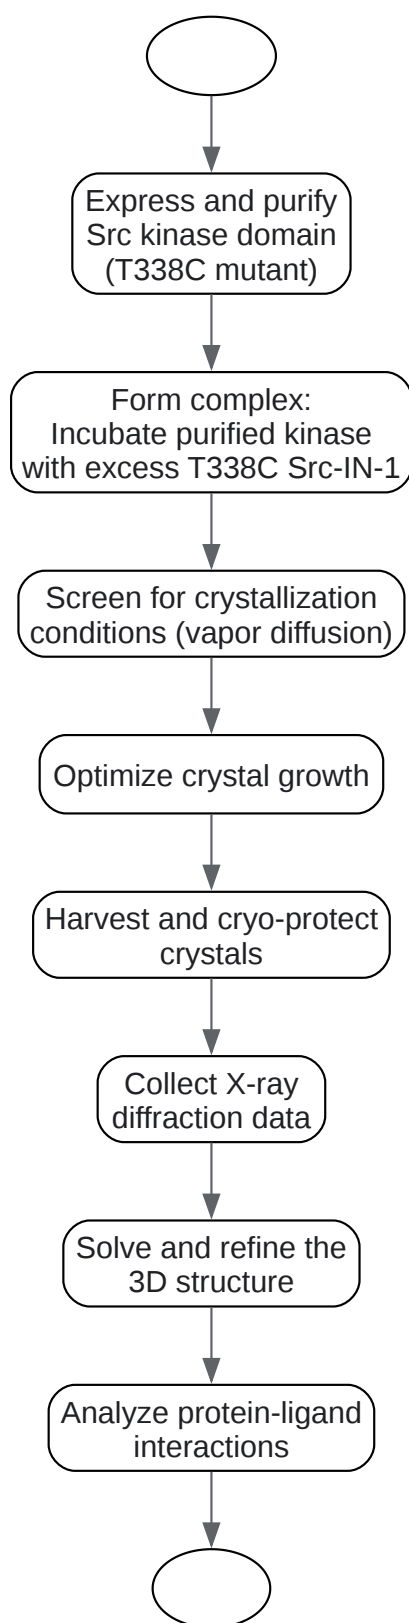 Express and purify
Src kinase domain
(T338C mutant)
Form complex:
Incubate purified kinase
with excess T338C Src-IN-1
Screen for crystallization
conditions (vapor diffusion)
Optimize crystal growth
Harvest and cryo-protect
crystals
Collect X-ray
diffraction data
Solve and refine the
3D structure
Analyze protein-ligand
interactions